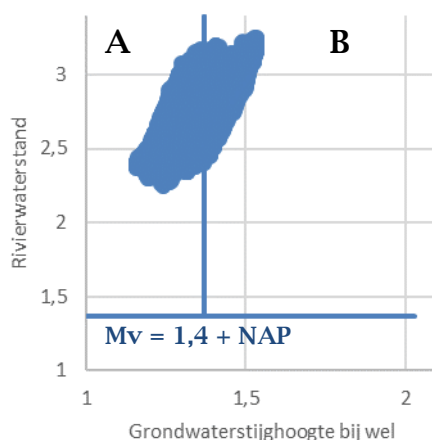 A B
3
2,5
2
1,5
1
Mv = 1,4 + NAP
1 1,5 2
Rivierwaterstand
Grondwaterstijghoogte bij wel